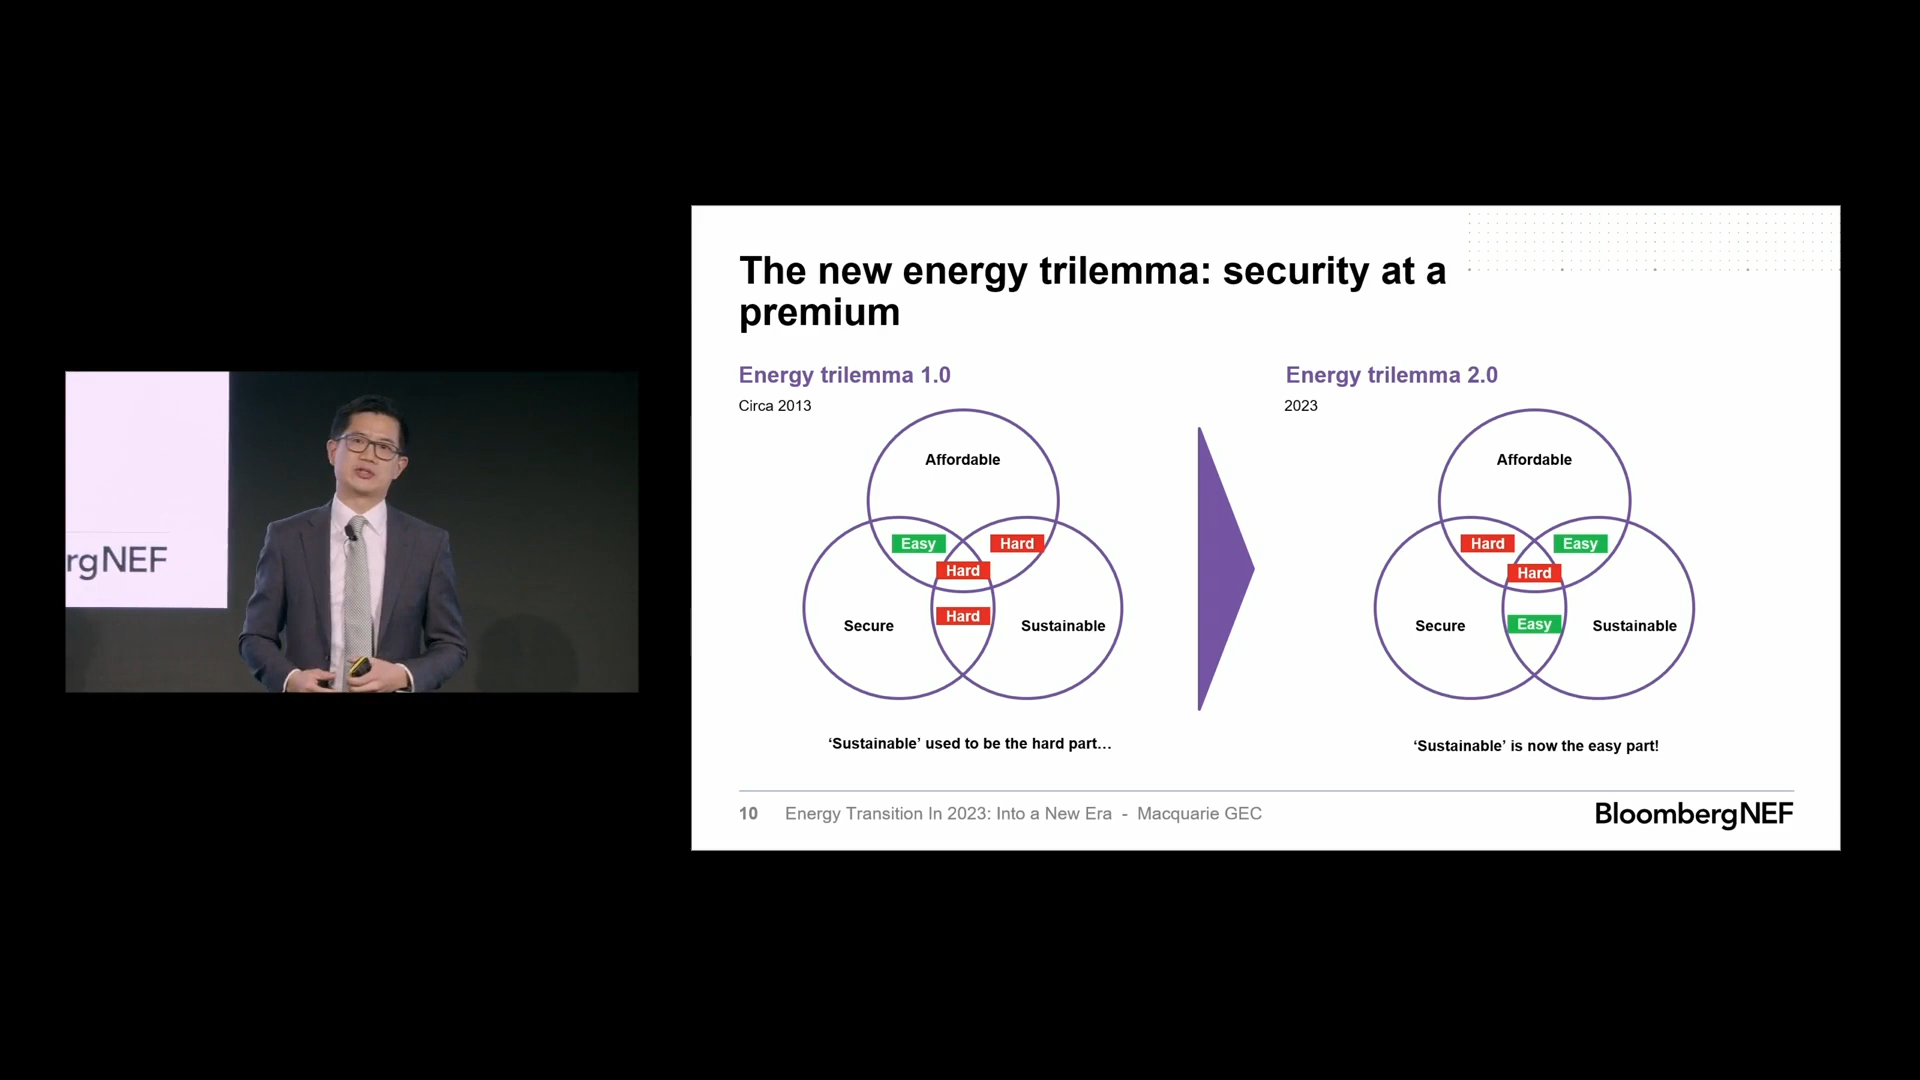 The new energy trilemma: security at a
premium
Energy trilemma 1.0
Circa 2013
Affordable
Easy
Hard
Hard
Hard
Secure
Sustainable
‘Sustainable’ used to be the hard part…
Energy trilemma 2.0
2023
Affordable
Hard
Easy
Hard
Easy
Secure
Sustainable
‘Sustainable’ is now the easy part!
10 Energy Transition In 2023: Into a New Era - Macquarie GEC
BloombergNEF
rgNEF